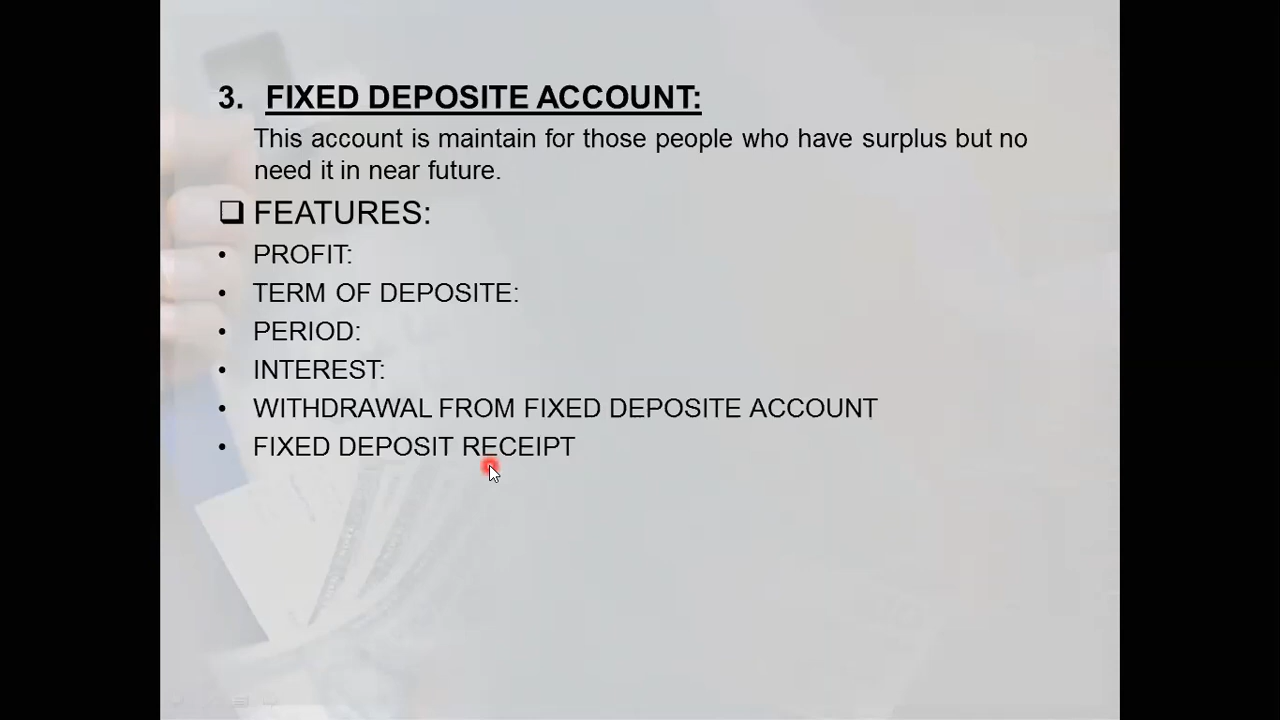 3. FIXED DEPOSITE ACCOUNT:
This account is maintain for those people who have surplus but no
need it in near future.
❑ FEATURES:
• PROFIT:
• TERM OF DEPOSITE:
• PERIOD:
• INTEREST:
• WITHDRAWAL FROM FIXED DEPOSITE ACCOUNT
• FIXED DEPOSIT RECEIPT